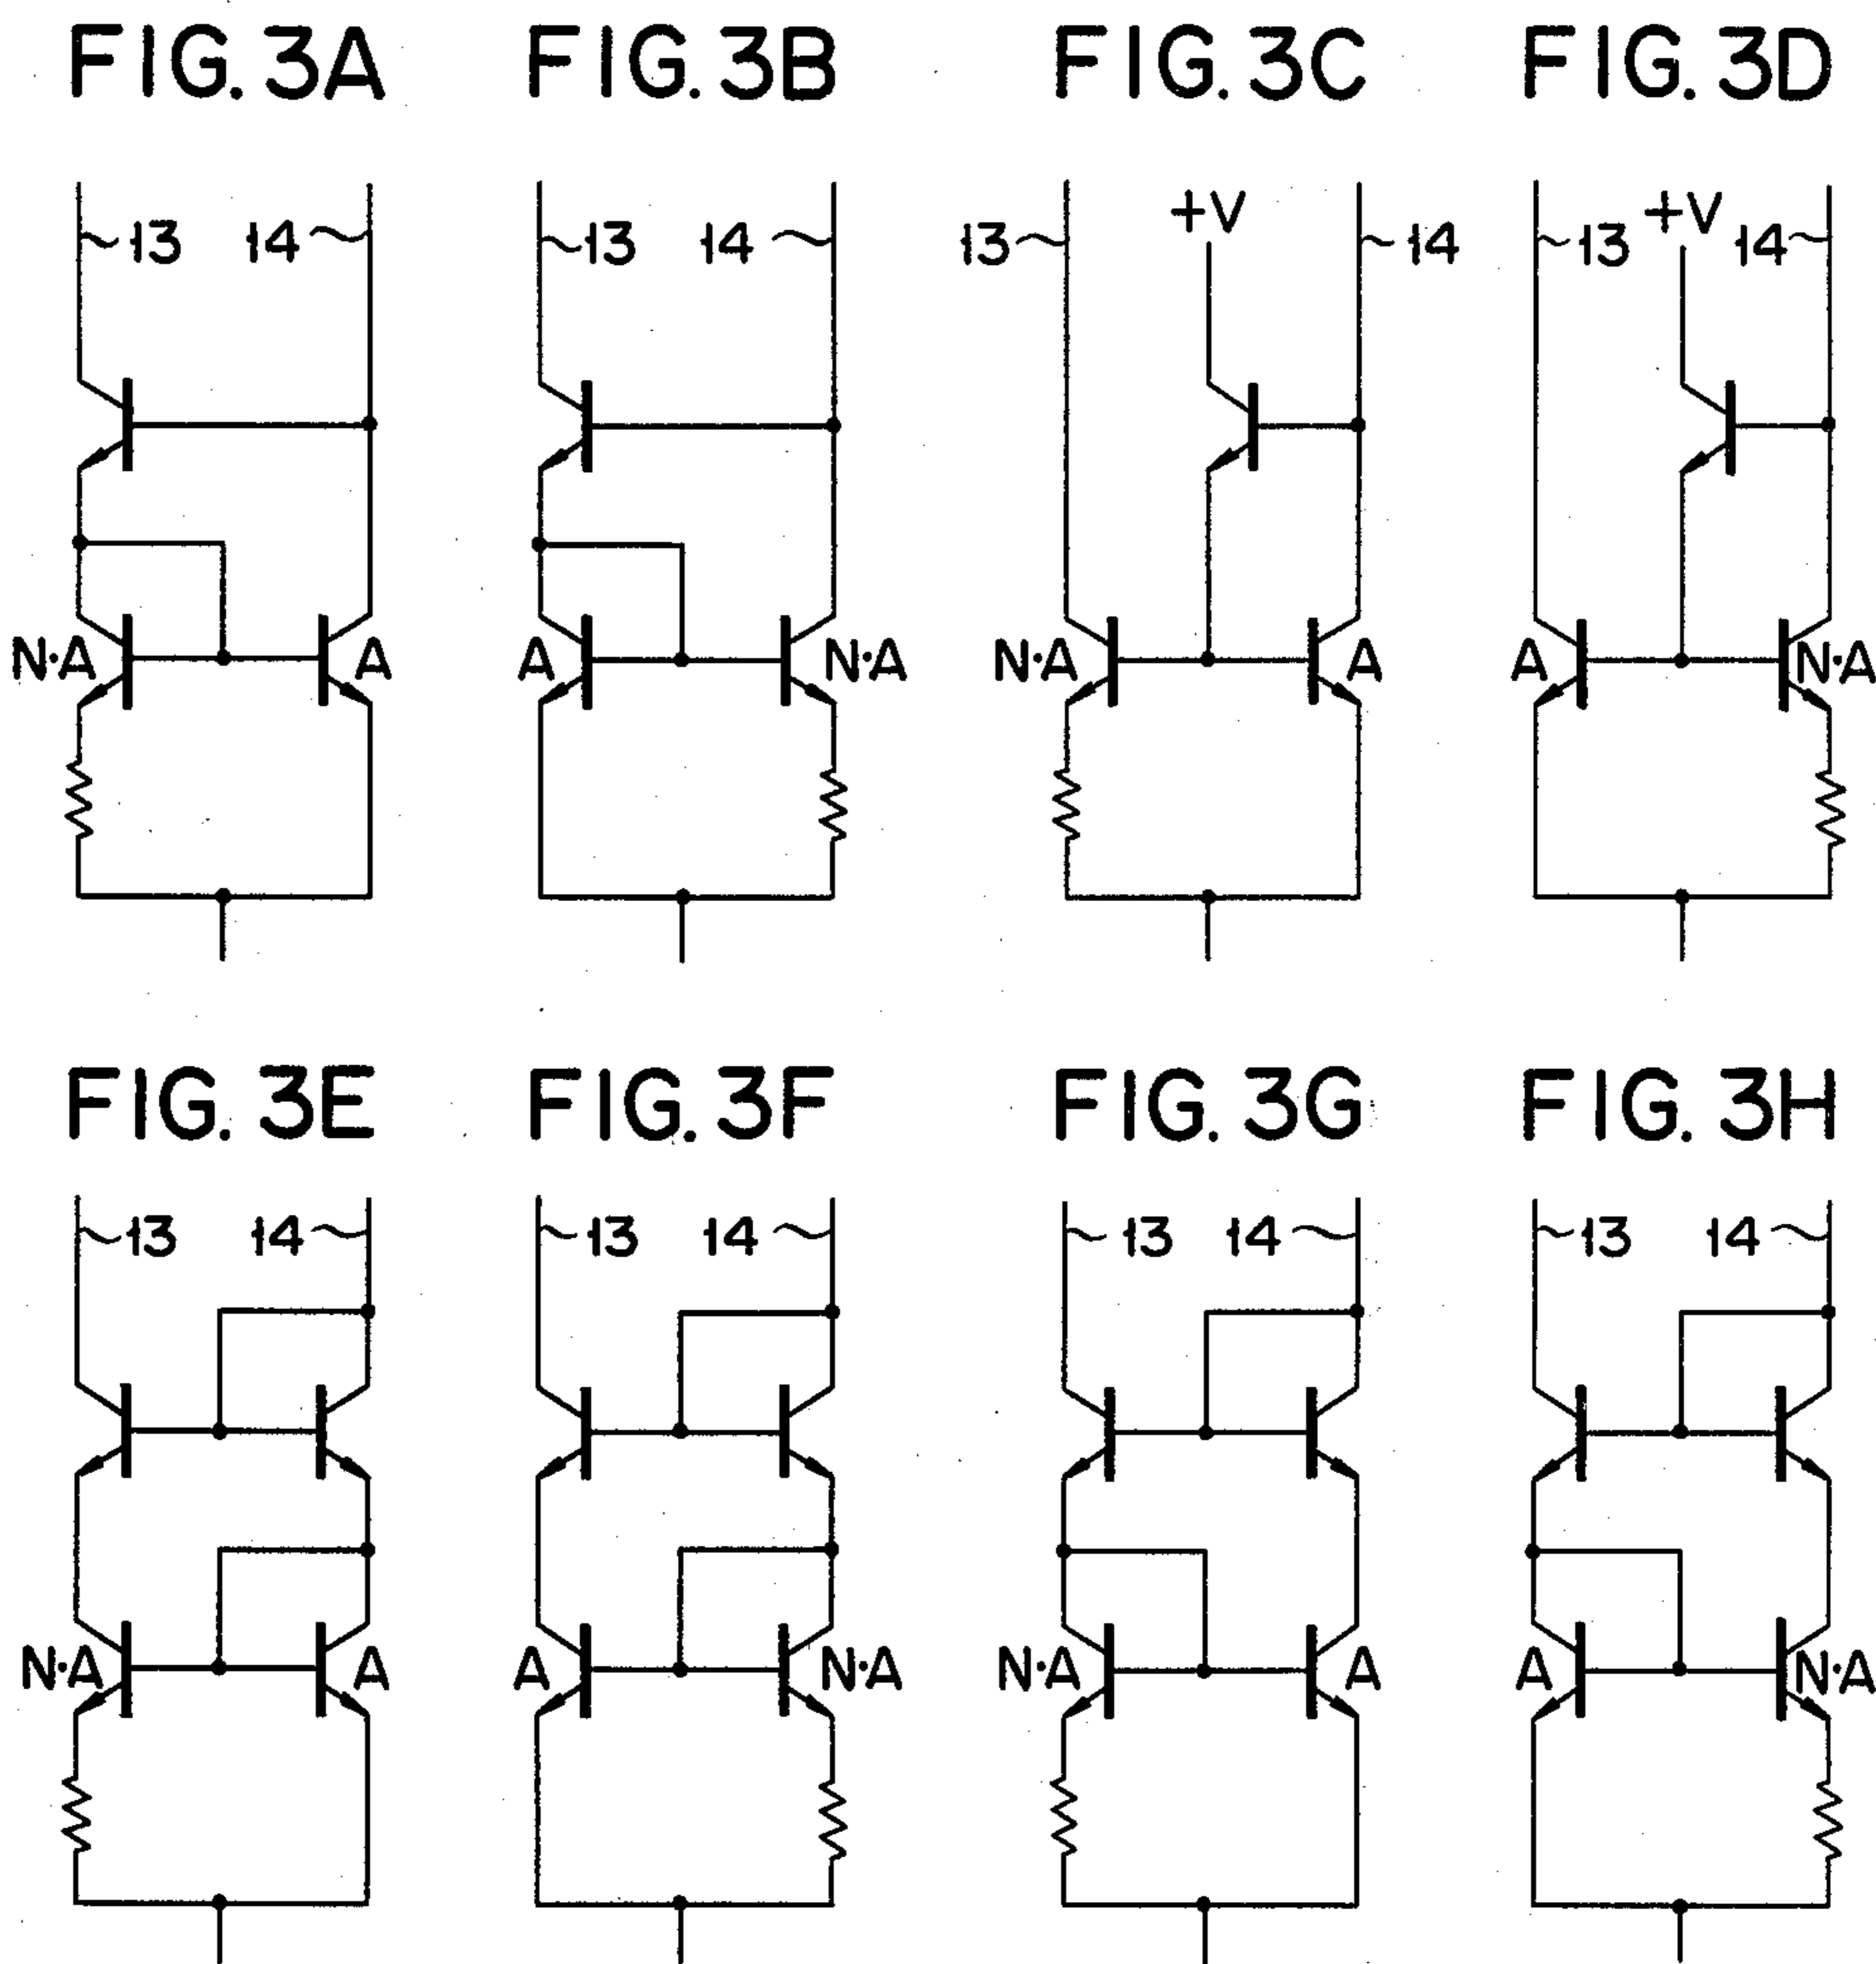 FIG. 3A FIG. 3B FIG. 3C FIG. 3D
13 14 13 14 13 +V 14 13 +V 14
N·A A A N·A N·A A A N·A
FIG. 3E FIG. 3F FIG. 3G FIG. 3H
13 14 13 14 13 14 13 14
N·A A A N·A N·A A A N·A